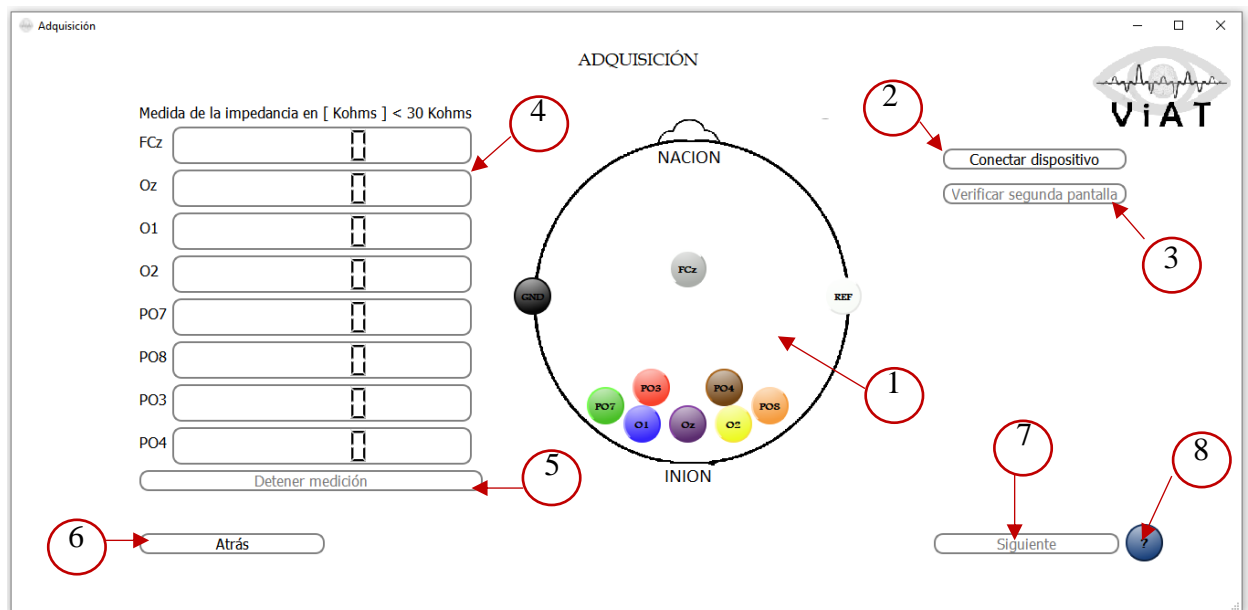 Adquisición
ADQUISICIÓN
ViAT
Medida de la impedancia en [ Kohms ] < 30 Kohms
4
2
FCz 0
NACION
Conectar dispositivo
Oz 0
Verificar segunda pantalla
O1 0
3
O2 0
FCz
GND
REF
PO7 0
PO8 0
1
PO3 0
PO3
PO4
PO7
PO8
O1
Oz
O2
PO4 0
7
8
5
INION
Detener medición
6
Atrás
Siguiente
?